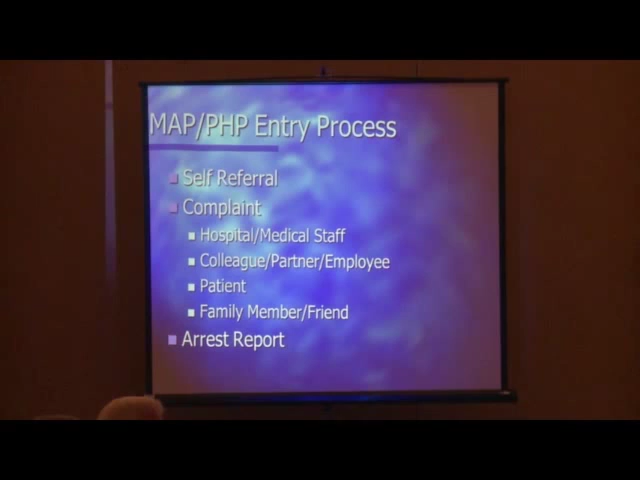 MAP/PHP Entry Process
Self Referral
Complaint
Hospital/Medical Staff
Colleague/Partner/Employee
Patient
Family Member/Friend
Arrest Report